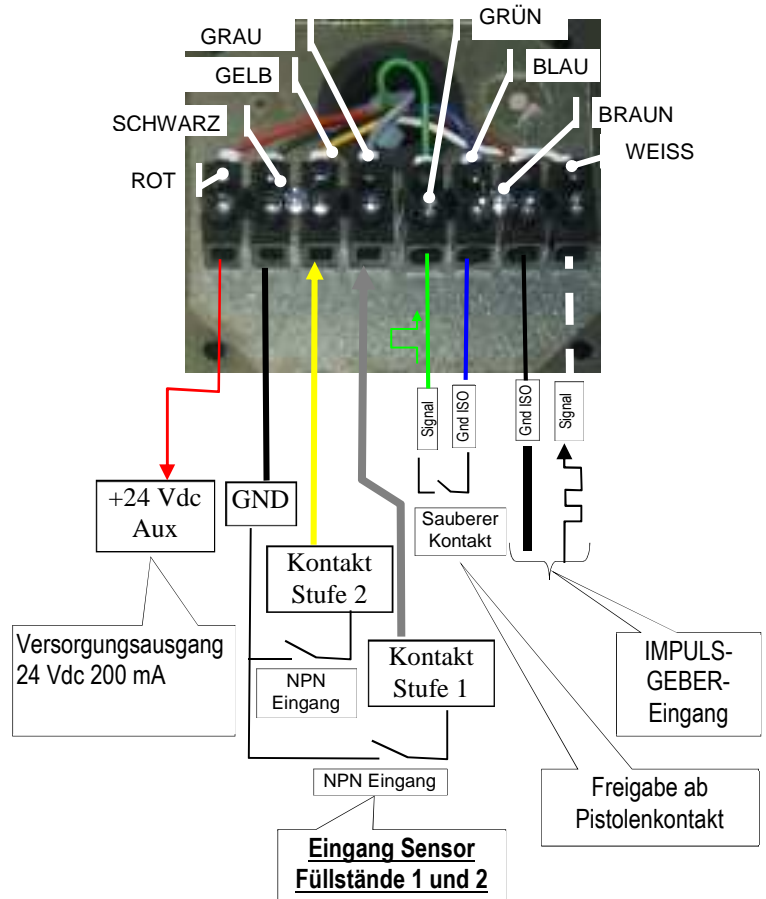 GRAU
GRÜN
GELB
BLAU
SCHWARZ
BRAUN
ROT
WEISS
Signal
Gnd ISO
Gnd ISO
Signal
+24 Vdc
Aux
GND
Sauberer
Kontakt
Kontakt
Stufe 2
Versorgungsausgang
24 Vdc 200 mA
NPN
Eingang
Kontakt
Stufe 1
IMPULS-
GEBER-
Eingang
NPN Eingang
Freigabe ab
Pistolenkontakt
Eingang Sensor
Füllstände 1 und 2